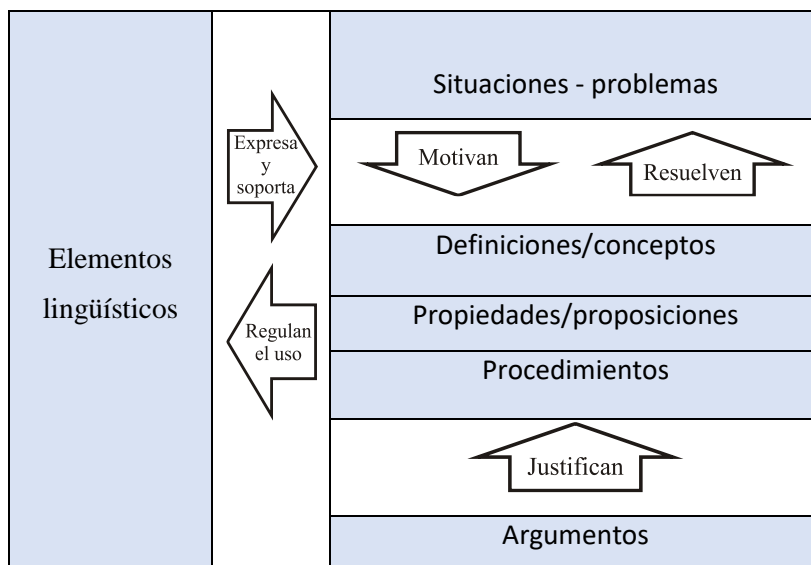 Elementos
lingüísticos
Expresa
y
soporta
Regulan
el uso
Situaciones - problemas
Motivan
Resuelven
Definiciones/conceptos
Propiedades/proposiciones
Procedimientos
Justifican
Argumentos